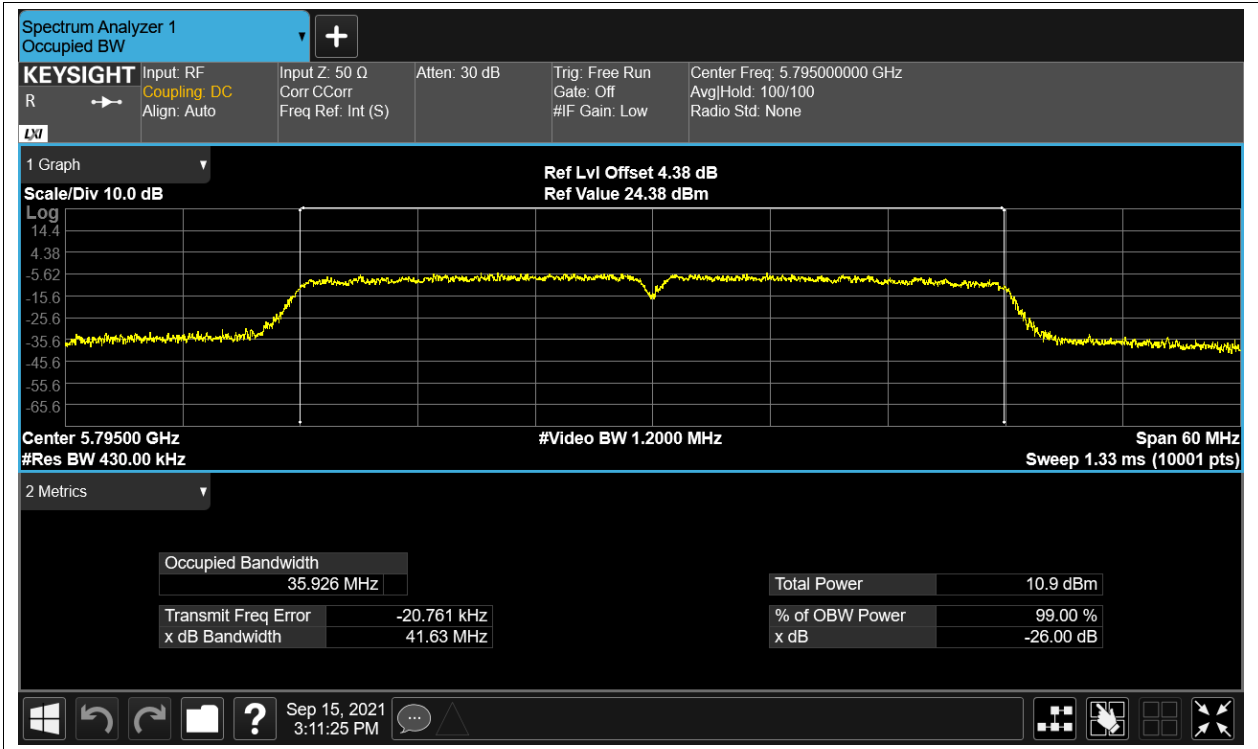 Spectrum Analyzer 1
Occupied BW
KEYSIGHT
R
LXI
Input: RF
Coupling: DC
Align: Auto
Input Z: 50 Ω
Corr CCorr
Freq Ref: Int (S)
Atten: 30 dB
Trig: Free Run
Gate: Off
#IF Gain: Low
Center Freq: 5.795000000 GHz
Avg|Hold: 100/100
Radio Std: None
1 Graph
Scale/Div 10.0 dB
Ref Lvl Offset 4.38 dB
Ref Value 24.38 dBm
Log
14.4
4.38
-5.62
-15.6
-25.6
-35.6
-45.6
-55.6
-65.6
Center 5.79500 GHz
#Res BW 430.00 kHz
#Video BW 1.2000 MHz
Span 60 MHz
Sweep 1.33 ms (10001 pts)
2 Metrics
Occupied Bandwidth
35.926 MHz
Transmit Freq Error -20.761 kHz
x dB Bandwidth 41.63 MHz
Total Power 10.9 dBm
% of OBW Power 99.00 %
x dB -26.00 dB
?
Sep 15, 2021
3:11:25 PM